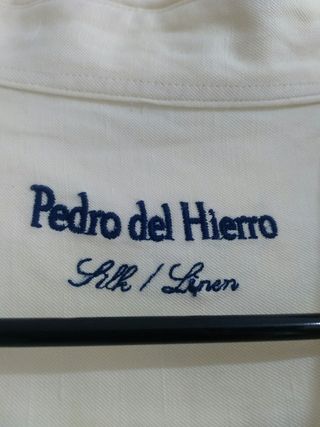 Pedro del Hierro
Silk / Linen